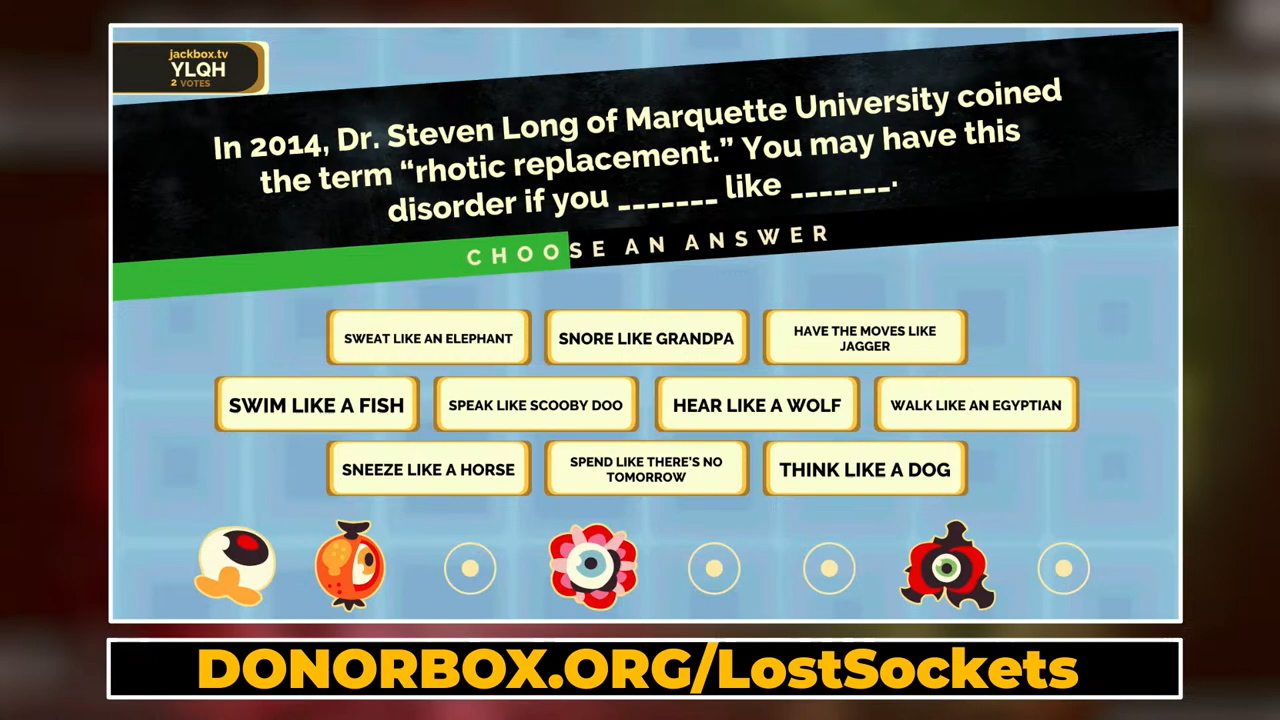 jackbox.tv
YLQH
2 VOTES
In 2014, Dr. Steven Long of Marquette University coined
the term “rhotic replacement.” You may have this
disorder if you _______ like _______.
CHOOSE AN ANSWER
SWEAT LIKE AN ELEPHANT
SNORE LIKE GRANDPA
HAVE THE MOVES LIKE
JAGGER
SWIM LIKE A FISH
SPEAK LIKE SCOOBY DOO
HEAR LIKE A WOLF
WALK LIKE AN EGYPTIAN
SNEEZE LIKE A HORSE
SPEND LIKE THERE'S NO
TOMORROW
THINK LIKE A DOG
DONORBOX.ORG/LostSockets